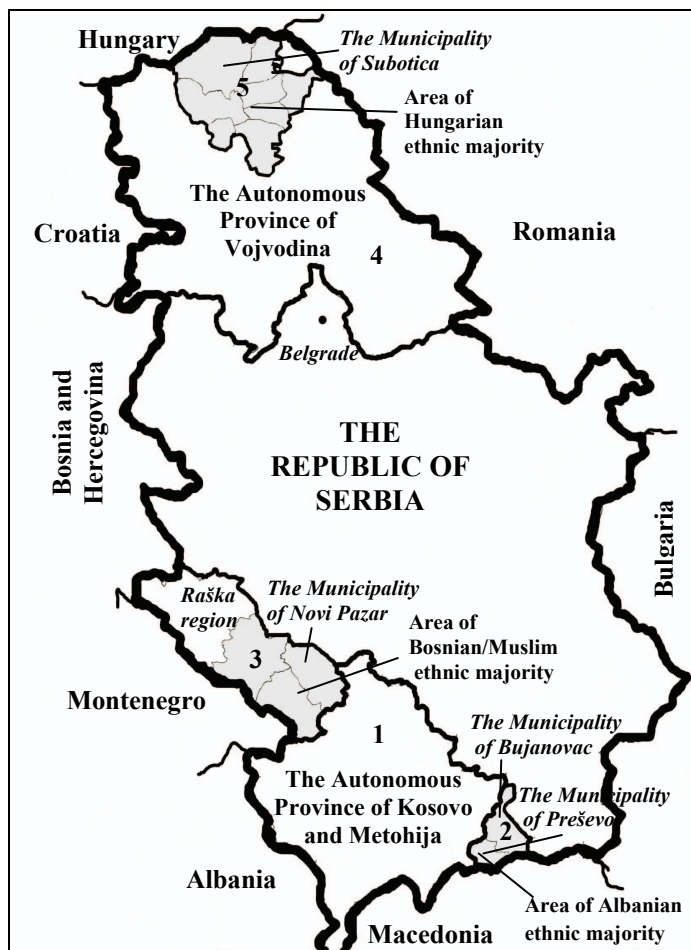 Hungary
The Municipality
of Subotica
5
Area of
Hungarian
ethnic majority
The Autonomous
Province of
Vojvodina
Croatia
Romania
4
Belgrade
Bosnia and
Hercegovina
THE
REPUBLIC OF
SERBIA
Bulgaria
Raška
region
The Municipality
of Novi Pazar
3
Area of
Bosnian/Muslim
ethnic majority
Montenegro
1
The Municipality
of Bujanovac
The Autonomous
Province of Kosovo
and Metohija
The Municipality
of Preševo
2
Albania
Area of Albanian
ethnic majority
Macedonia